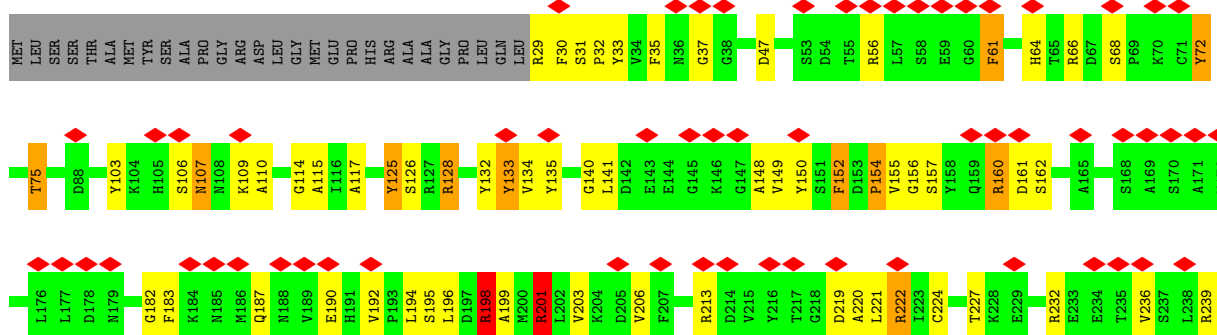 MET LEU SER SER THR ALA MET TYR SER ALA PRO GLY ARG ASP LEU GLY MET GLU PRO HIS ARG ALA ALA GLY PRO LEU GLN LEU R29 F30 S31 P32 Y33 V34 F35 N36 G37 G38 D47 S53 D54 T55 R56 L57 S58 E59 G60 F61 H64 T65 R66 D67 S68 P69 K70 C71 Y72
T75 D88 Y103 K104 H105 S106 N107 N108 K109 A110 G114 A115 I116 A117 Y125 S126 R127 R128 Y132 Y133 V134 Y135 G140 L141 D142 E143 E144 G145 K146 G147 A148 V149 Y150 S151 F152 D153 P154 V155 G156 S157 Y158 Q159 R160 D161 S162 A165 S168 A169 S170 A171
L176 L177 D178 N179 G182 F183 K184 N185 M186 Q187 N188 V189 E190 H191 V192 P193 L194 S195 L196 D197 R198 A199 M200 R201 L202 V203 K204 D205 V206 F207 R213 D214 V215 Y216 T217 G218 D219 A220 L221 R222 I223 C224 T227 K228 E229 R232 E233 E234 T235 V236 S237 L238 R239